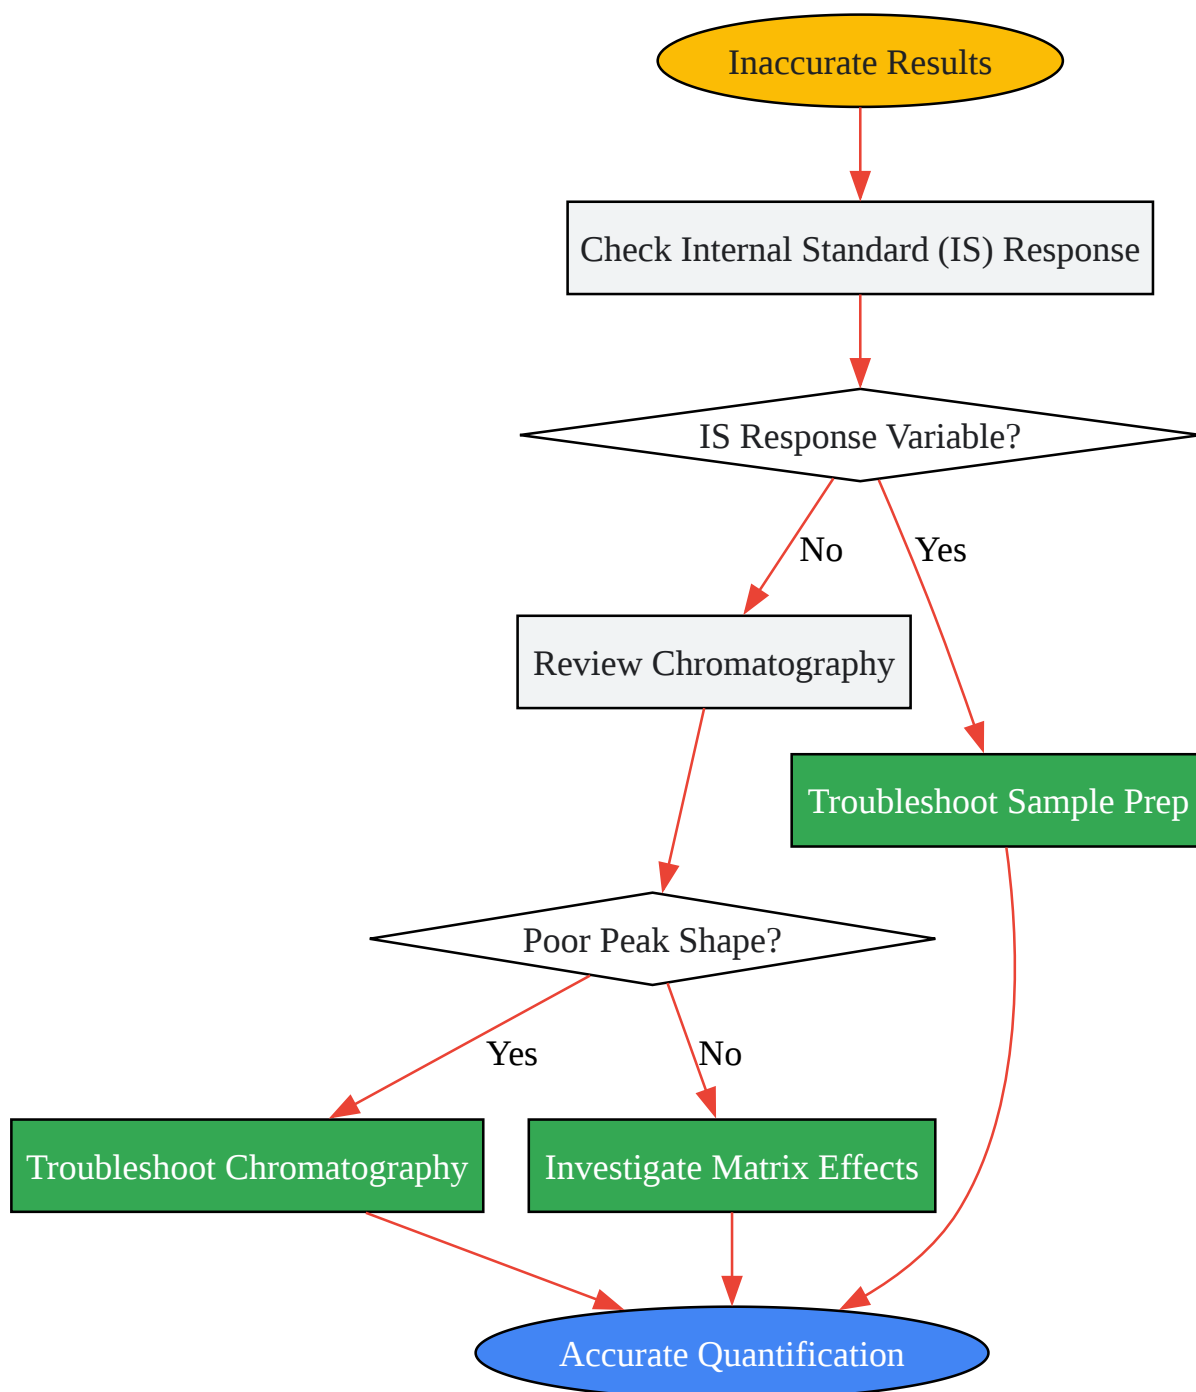 Inaccurate Results
Check Internal Standard (IS) Response
IS Response Variable?
No
Yes
Review Chromatography
Troubleshoot Sample Prep
Poor Peak Shape?
Yes
No
Troubleshoot Chromatography
Investigate Matrix Effects
Accurate Quantification